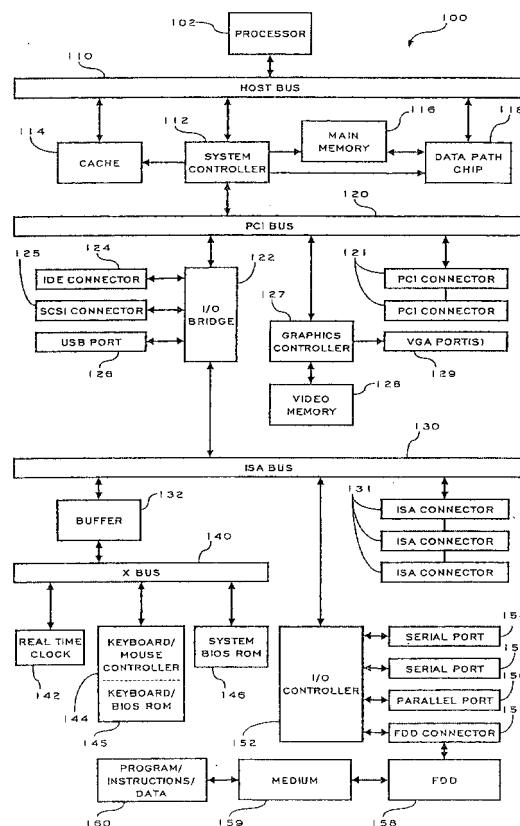 102
PROCESSOR
100
110
HOST BUS
114
112
116
118
CACHE
SYSTEM
CONTROLLER
MAIN
MEMORY
DATA PATH
CHIP
120
PCI BUS
125
124
122
121
IDE CONNECTOR
SCSI CONNECTOR
USB PORT
126
I/O
BRIDGE
127
GRAPHICS
CONTROLLER
PCI CONNECTOR
PCI CONNECTOR
VGA PORT(S)
129
VIDEO
MEMORY
128
130
ISA BUS
132
BUFFER
131
ISA CONNECTOR
ISA CONNECTOR
ISA CONNECTOR
140
X BUS
REAL TIME
CLOCK
142
KEYBOARD/
MOUSE
CONTROLLER
KEYBOARD/
BIOS ROM
144
145
SYSTEM
BIOS ROM
146
I/O
CONTROLLER
152
SERIAL PORT
SERIAL PORT
PARALLEL PORT
FDD CONNECTOR
PROGRAM/
INSTRUCTIONS/
DATA
160
MEDIUM
159
FDD
158